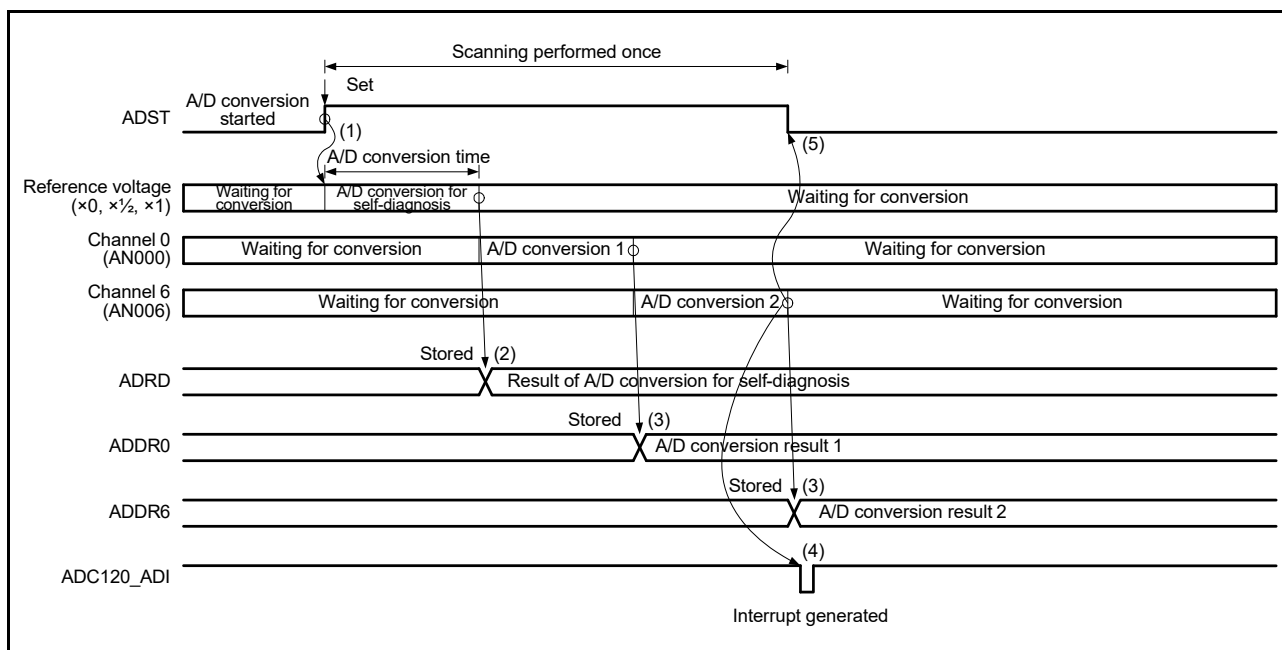 Scanning performed once
Set
A/D conversion
started
ADST
(1)
(5)
A/D conversion time
Reference voltage
(×0, ×½, ×1)
Waiting for
conversion
A/D conversion for
self-diagnosis
Waiting for conversion
Channel 0
(AN000)
Waiting for conversion
A/D conversion 1
Waiting for conversion
Channel 6
(AN006)
Waiting for conversion
A/D conversion 2
Waiting for conversion
Stored
(2)
ADRD
Result of A/D conversion for self-diagnosis
Stored
(3)
ADDR0
A/D conversion result 1
Stored
(3)
ADDR6
A/D conversion result 2
(4)
ADC120_ADI
Interrupt generated